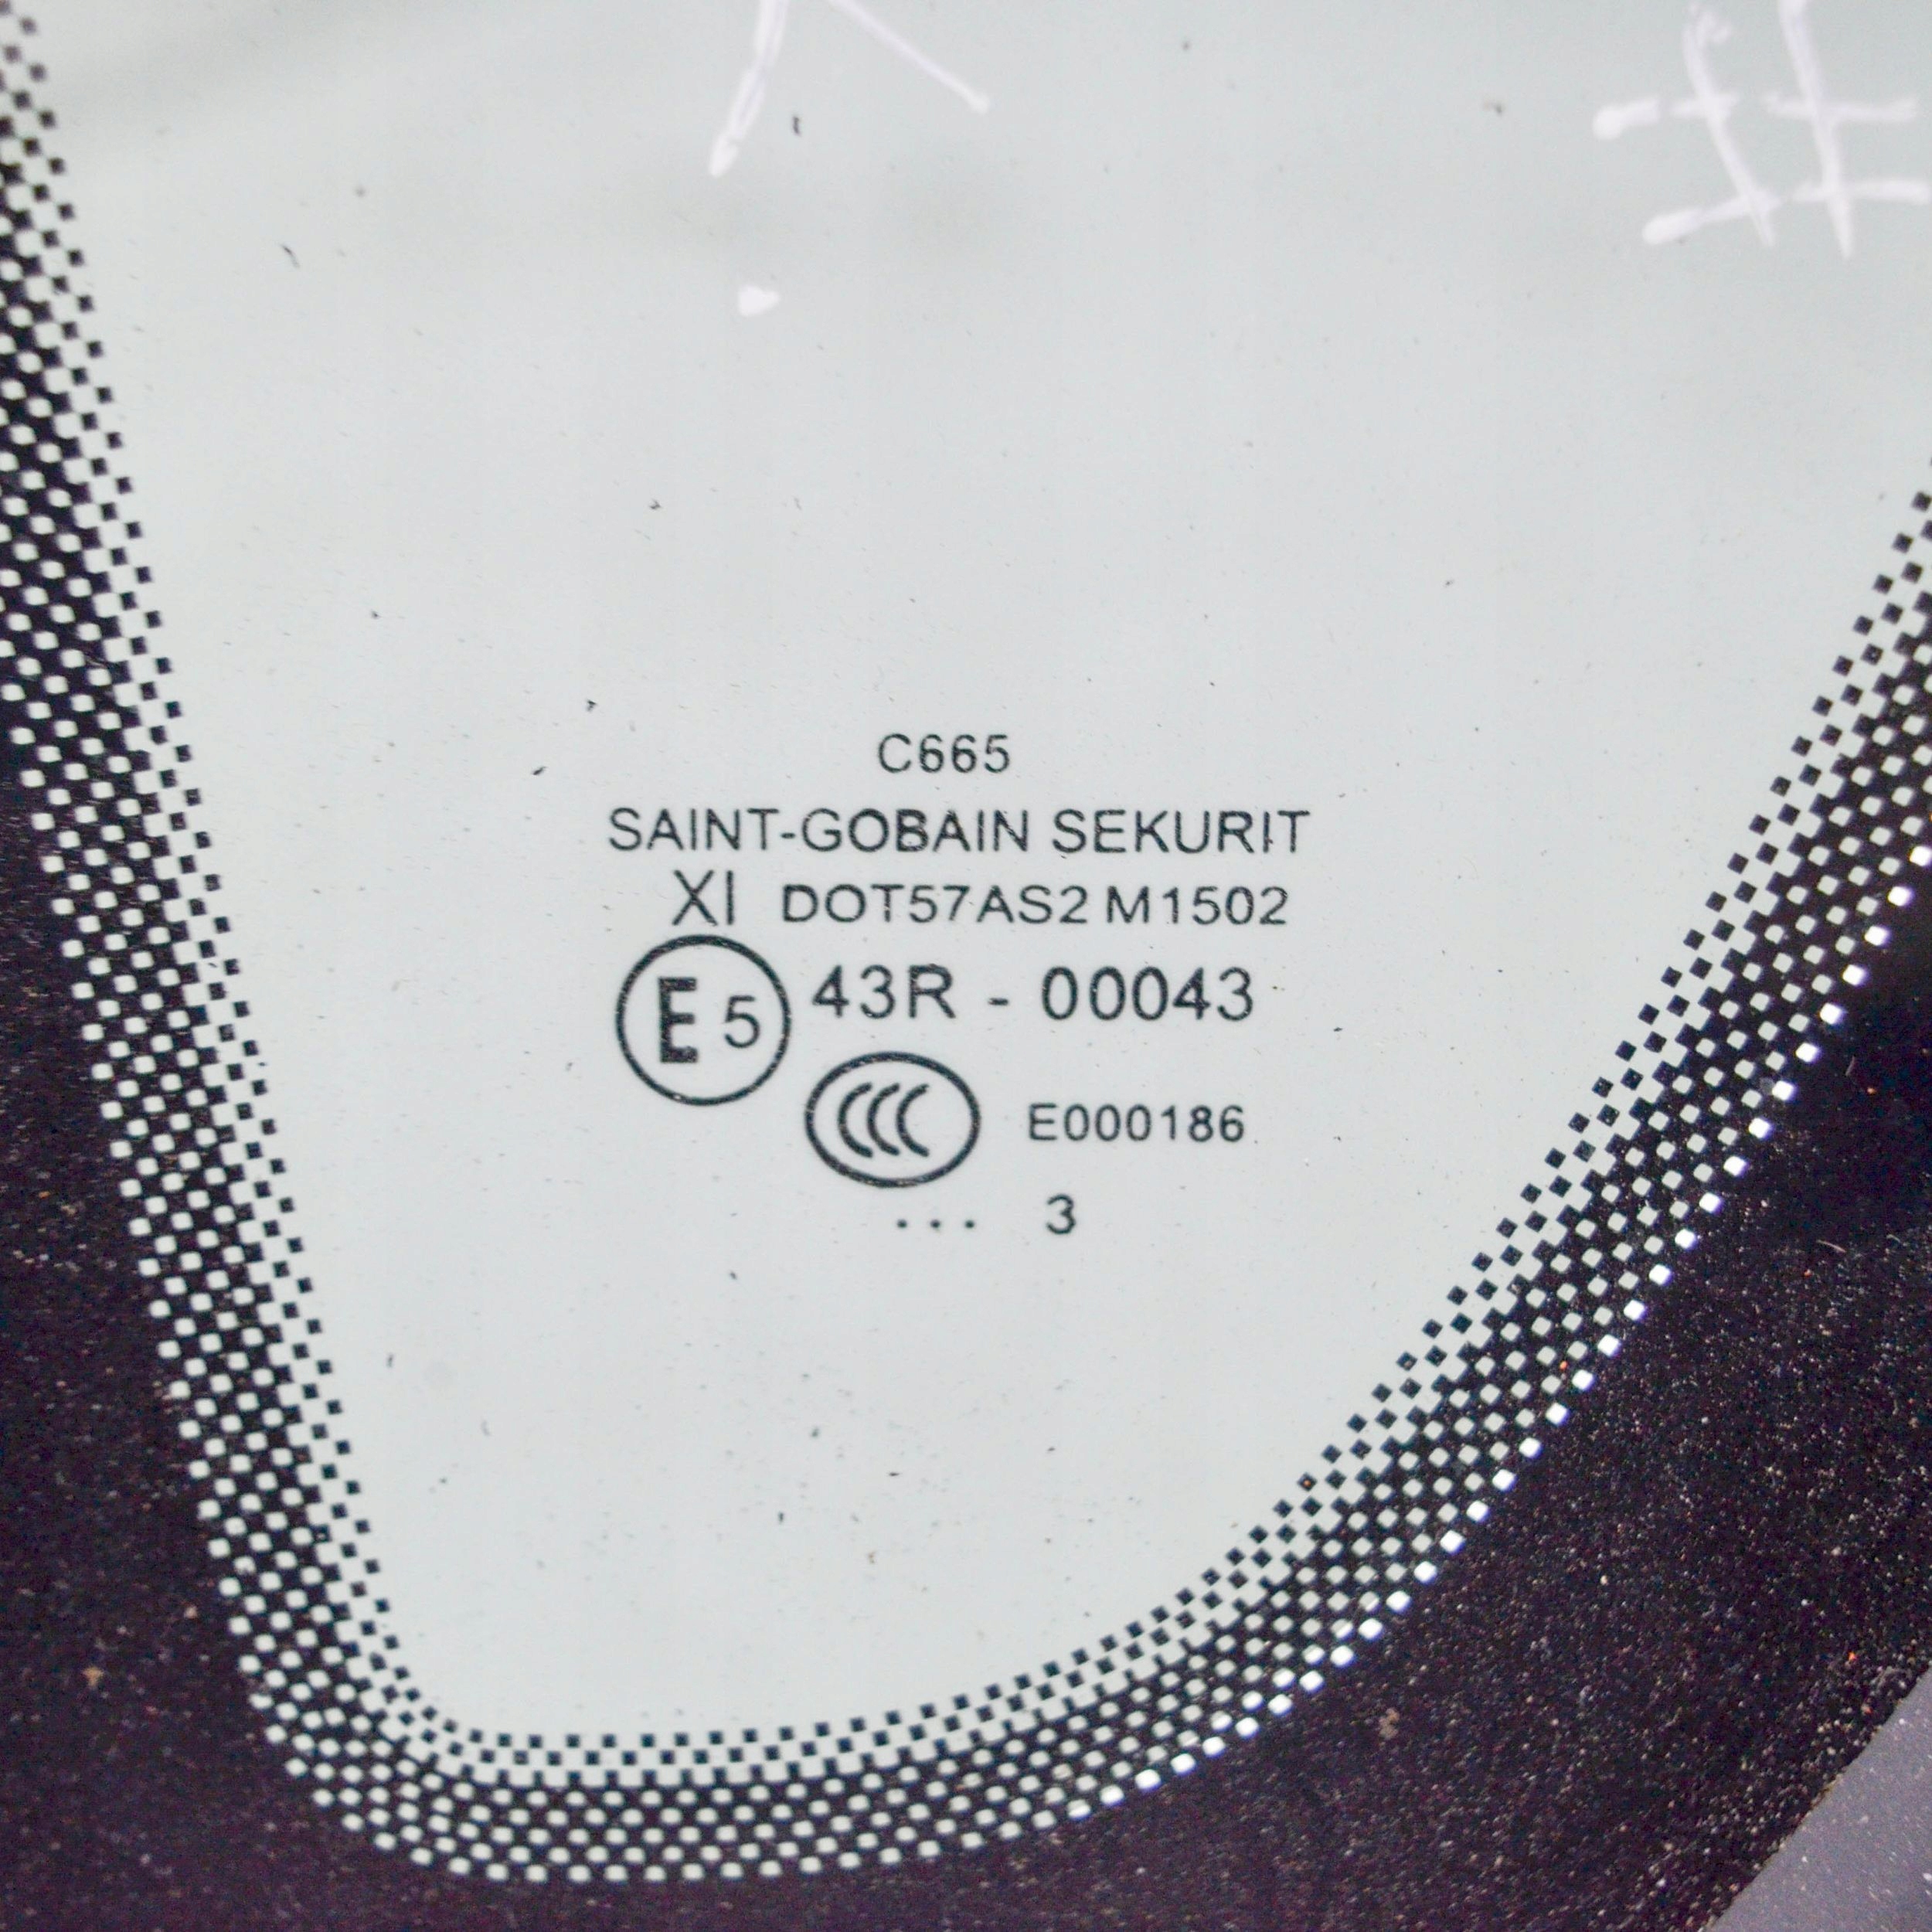 #
C665
SAINT-GOBAIN SEKURIT
XI DOT57AS2 M1502
E5 43R - 00043
CCC E000186
... 3